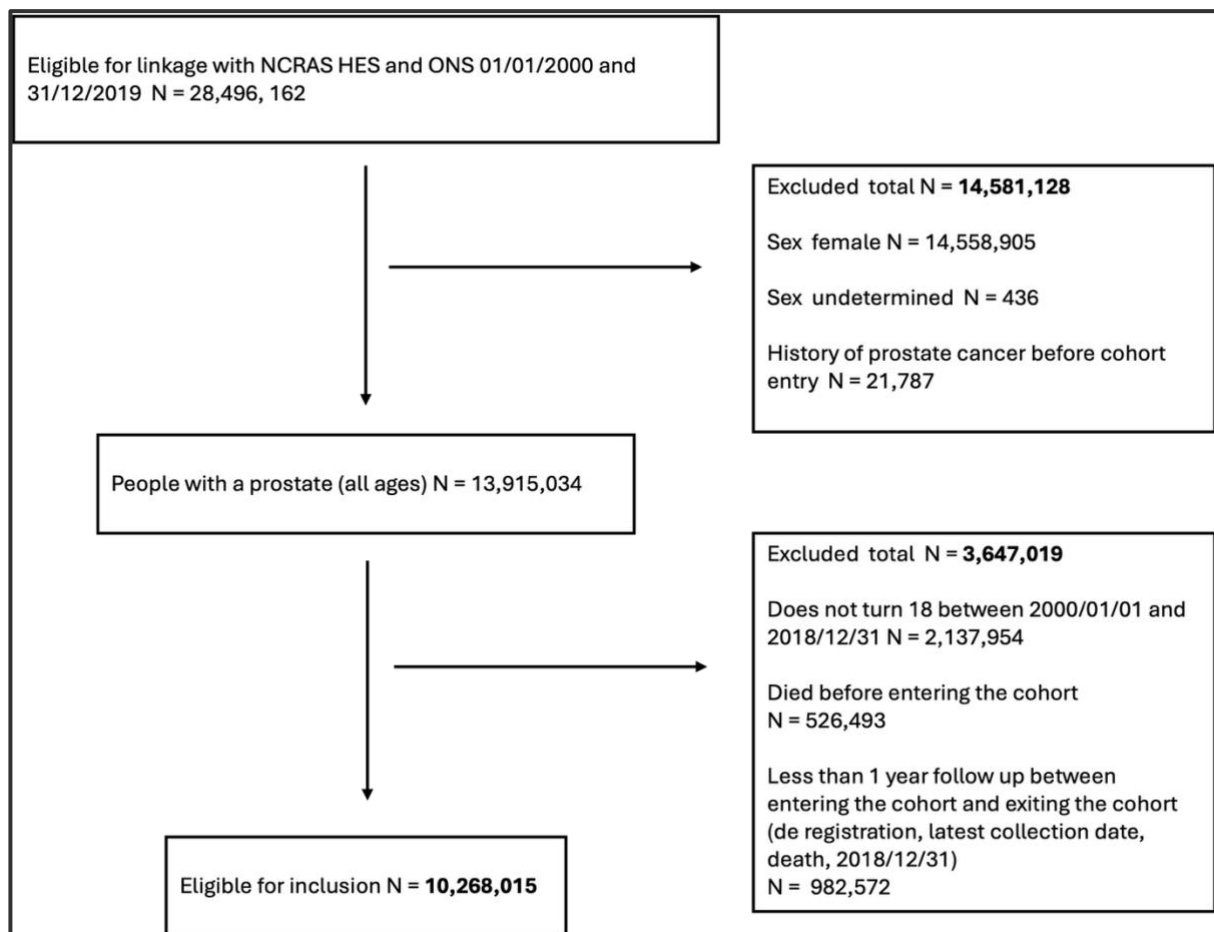 Eligible for linkage with NCRAS HES and ONS 01/01/2000 and
31/12/2019 N = 28,496, 162
Excluded total N = 14,581,128
Sex female N = 14,558,905
Sex undetermined N = 436
History of prostate cancer before cohort
entry N = 21,787
People with a prostate (all ages) N = 13,915,034
Excluded total N = 3,647,019
Does not turn 18 between 2000/01/01 and
2018/12/31 N = 2,137,954
Died before entering the cohort
N = 526,493
Less than 1 year follow up between
entering the cohort and exiting the cohort
(de registration, latest collection date,
death, 2018/12/31)
N = 982,572
Eligible for inclusion N = 10,268,015